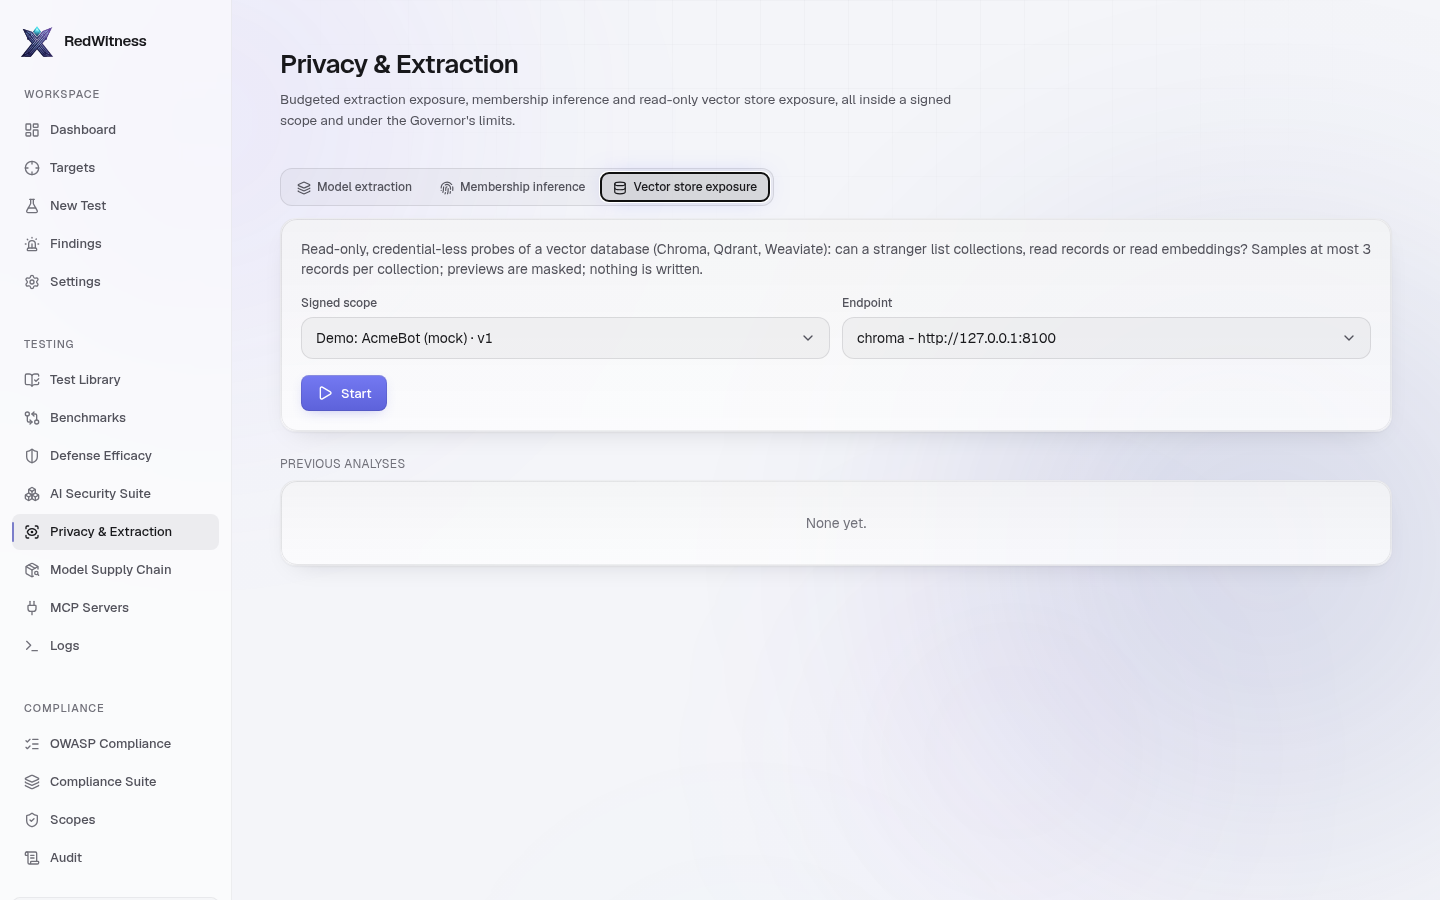 RedWitness
WORKSPACE
Dashboard
Targets
New Test
Findings
Settings
TESTING
Test Library
Benchmarks
Defense Efficacy
AI Security Suite
Privacy & Extraction
Model Supply Chain
MCP Servers
Logs
COMPLIANCE
OWASP Compliance
Compliance Suite
Scopes
Audit
Privacy & Extraction
Budgeted extraction exposure, membership inference and read-only vector store exposure, all inside a signed
scope and under the Governor's limits.
Model extraction
Membership inference
Vector store exposure
Read-only, credential-less probes of a vector database (Chroma, Qdrant, Weaviate): can a stranger list collections, read records or read embeddings? Samples at most 3
records per collection; previews are masked; nothing is written.
Signed scope
Endpoint
Demo: AcmeBot (mock) · v1
chroma - http://127.0.0.1:8100
Start
PREVIOUS ANALYSES
None yet.